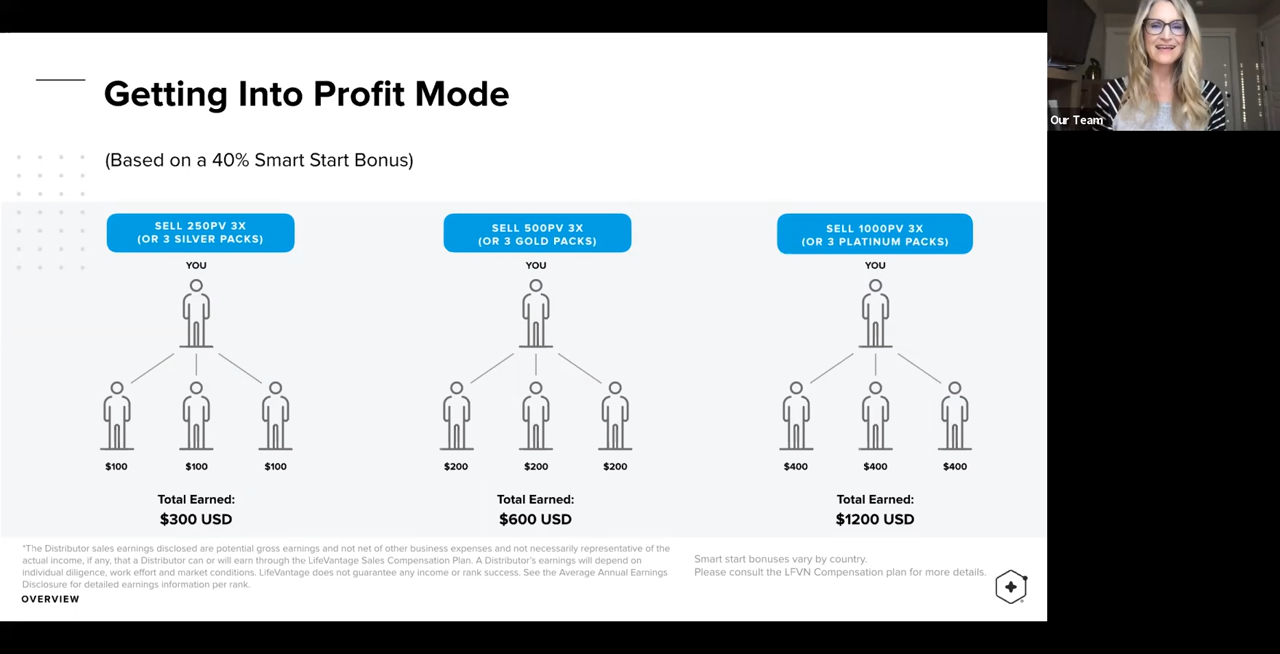 Getting Into Profit Mode
(Based on a 40% Smart Start Bonus)
SELL 250PV 3X
(OR 3 SILVER PACKS)
YOU
$100 $100 $100
Total Earned:
$300 USD
SELL 500PV 3X
(OR 3 GOLD PACKS)
YOU
$200 $200 $200
Total Earned:
$600 USD
SELL 1000PV 3X
(OR 3 PLATINUM PACKS)
YOU
$400 $400 $400
Total Earned:
$1200 USD
"The Distributor sales earnings disclosed are potential gross earnings and not net of other business expenses and not necessarily representative of the
actual income, if any, that a Distributor can or will earn through the LifeVantage Sales Compensation Plan. A Distributor's earnings will depend on
individual diligence, work effort and market conditions. LifeVantage does not guarantee any income or rank success. See the Average Annual Earnings
Disclosure for detailed earnings information per rank.
Smart start bonuses vary by country.
Please consult the LFVN Compensation plan for more details.
OVERVIEW
Our Team